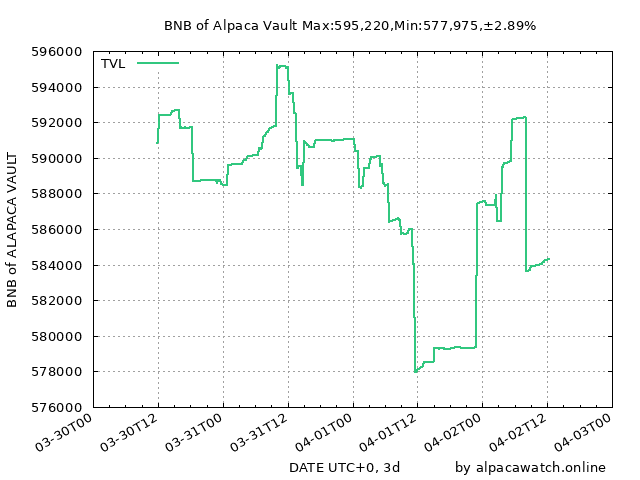 BNB of Alpaca Vault Max:595,220,Min:577,975,±2.89%
TVL
596000
594000
592000
590000
588000
586000
584000
582000
580000
578000
576000
BNB of ALAPACA VAULT
03-30T00
03-30T12
03-31T00
03-31T12
04-01T00
04-01T12
04-02T00
04-02T12
04-03T00
DATE UTC+0, 3d
by alpacawatch.online